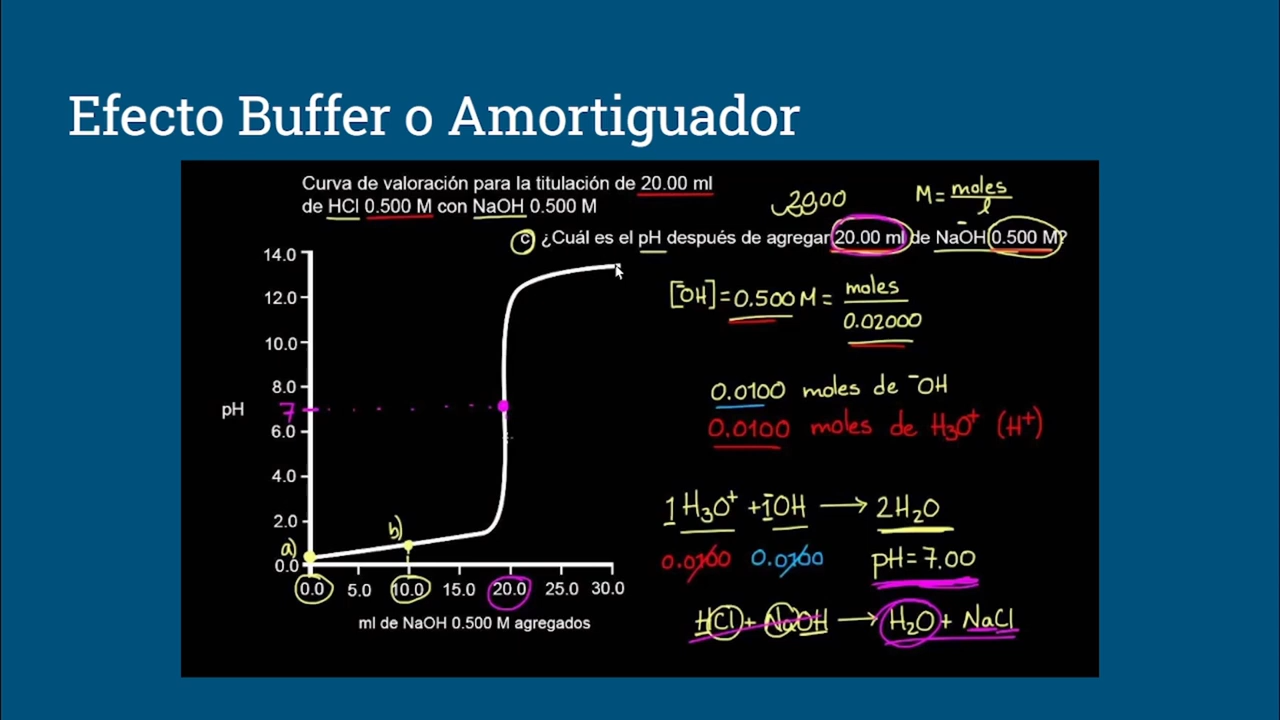 Efecto Buffer o Amortiguador
Curva de valoración para la titulación de 20.00 ml
de HCl 0.500 M con NaOH 0.500 M
20.00
M = moles
l
c ¿Cuál es el pH después de agregar 20.00 ml de NaOH 0.500 M?
[⁻OH] = 0.500 M = moles
0.02000
0.0100 moles de ⁻OH
0.0100 moles de H₃O⁺ (H⁺)
1H₃O⁺ + 1⁻OH → 2H₂O
0.0100 0.0100 pH = 7.00
HCl + NaOH → H₂O + NaCl
14.0
12.0
10.0
8.0
pH 7
6.0
4.0
2.0
a) b)
0.0
0.0 5.0 10.0 15.0 20.0 25.0 30.0
ml de NaOH 0.500 M agregados